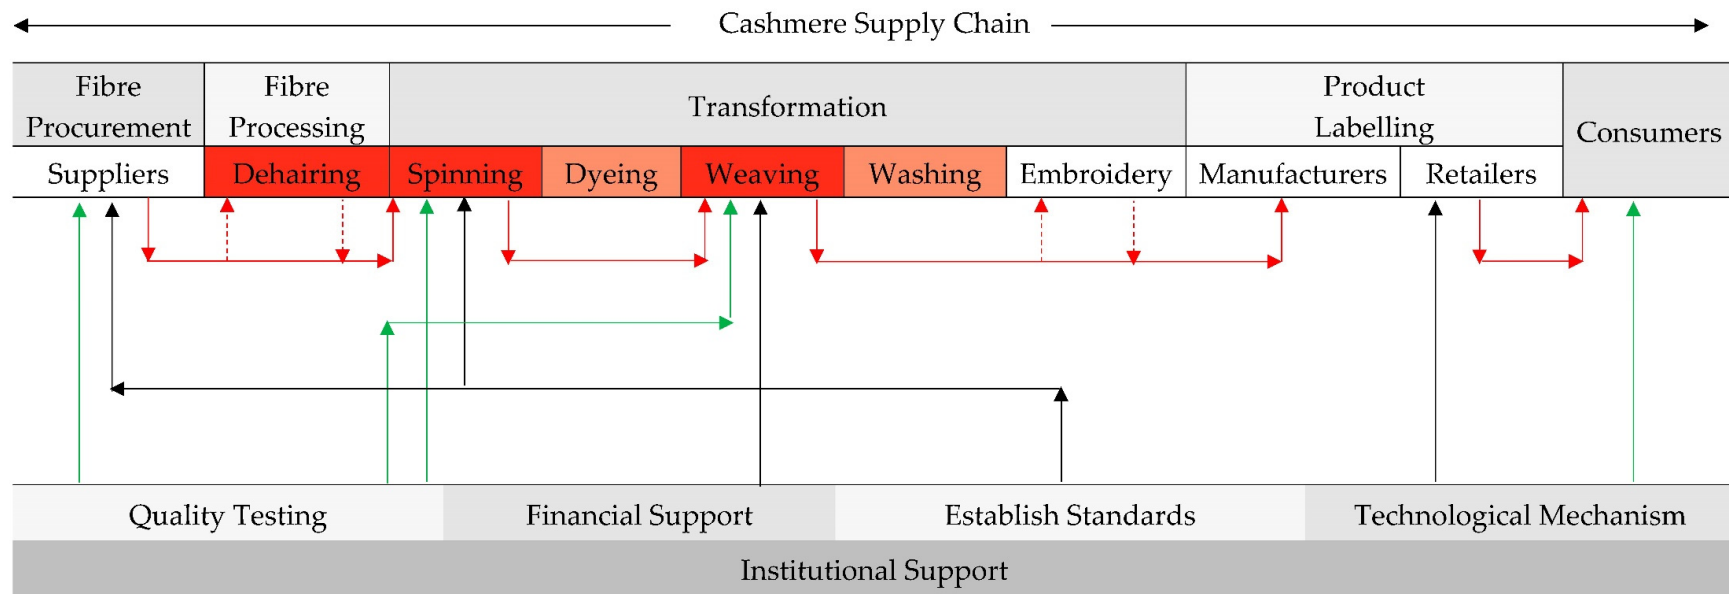 Cashmere Supply Chain
Fibre
Procurement
Fibre
Processing
Transformation
Product
Labelling
Consumers
Suppliers
Dehairing
Spinning
Dyeing
Weaving
Washing
Embroidery
Manufacturers
Retailers
Quality Testing
Financial Support
Establish Standards
Technological Mechanism
Institutional Support